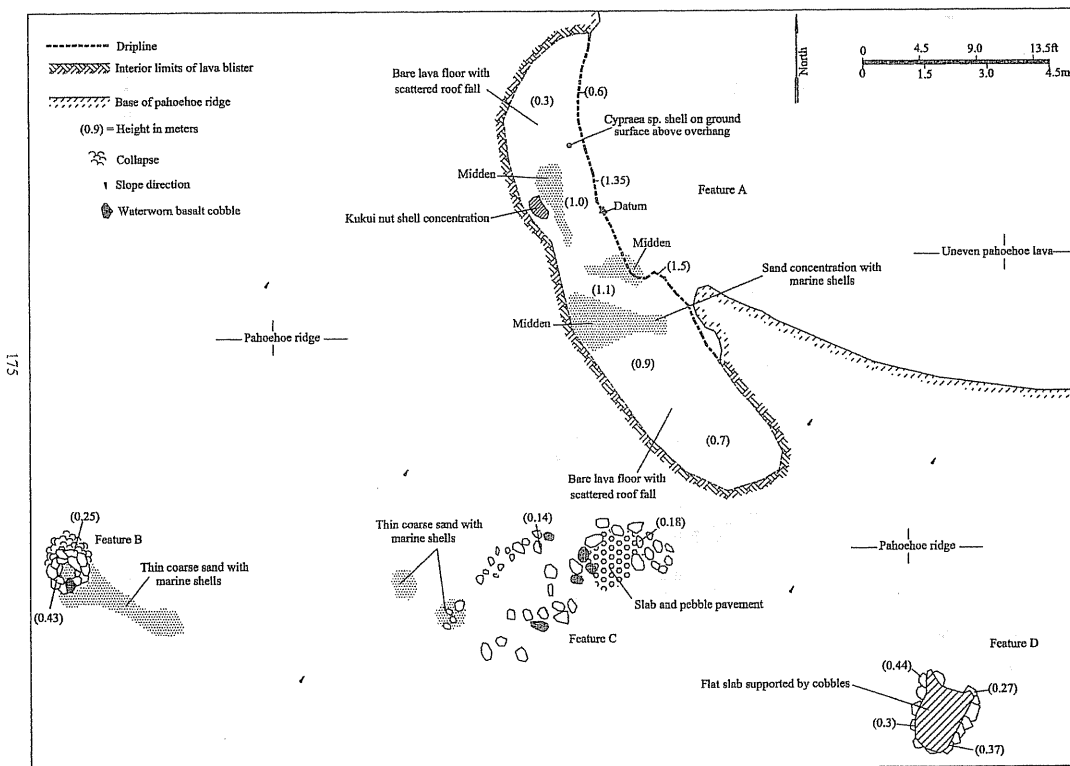 Dripline
Interior limits of lava blister
Base of pahoehoe ridge
(0.9) = Height in meters
Collapse
Slope direction
Waterworn basalt cobble
North
0 4.5 9.0 13.5ft
0 1.5 3.0 4.5m
Bare lava floor with
scattered roof fall
(0.3)
(0.6)
Cypraea sp. shell on ground
surface above overhang
Midden
(1.35)
Feature A
(1.0)
Datum
Kukui nut shell concentration
Midden
(1.5)
Sand concentration with
marine shells
Uneven pahoehoe lava
(1.1)
Midden
Pahoehoe ridge
175
(0.9)
(0.7)
Bare lava floor with
scattered roof fall
(0.25)
Feature B
Thin coarse sand with
marine shells
(0.43)
Thin coarse sand with
marine shells
(0.14)
(0.18)
Pahoehoe ridge
Slab and pebble pavement
Feature C
Feature D
(0.44)
Flat slab supported by cobbles
(0.27)
(0.3)
(0.37)